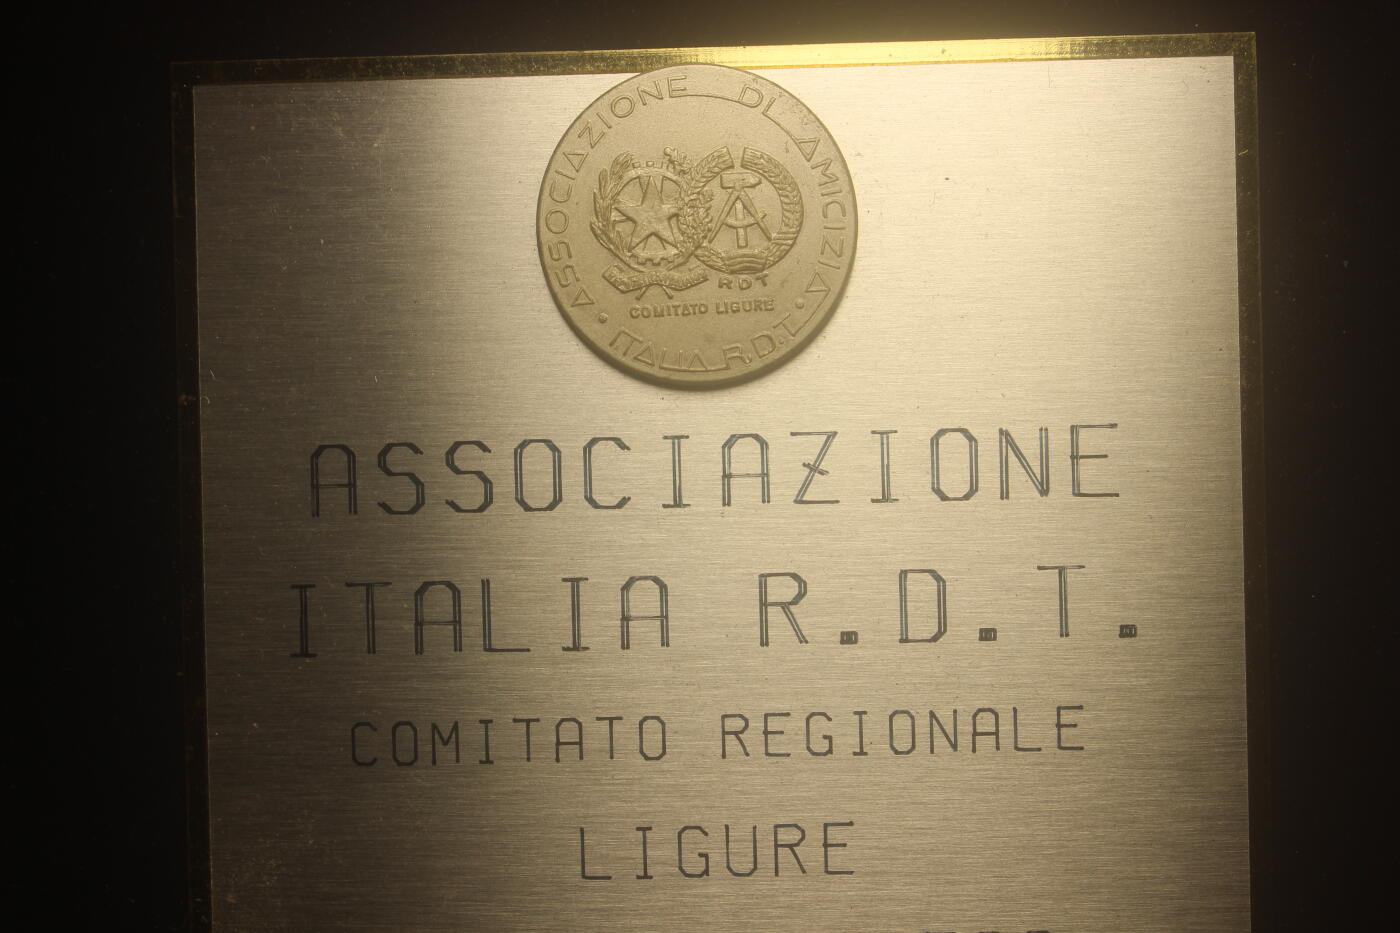 ASSOCIAZIONE DI AMICIZIA
RDT
COMITATO LIGURE
ITALIA R.D.T.
ASSOCIAZIONE
ITALIA R.D.T.
COMITATO REGIONALE
LIGURE